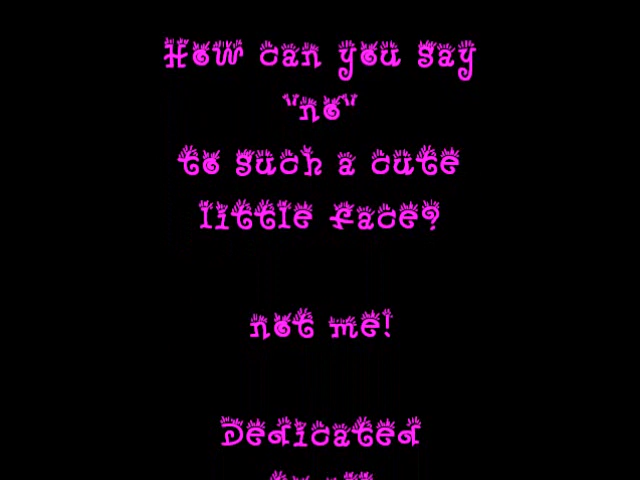 How can you say
"no"
to such a cute
little face?
not me!
Dedicated